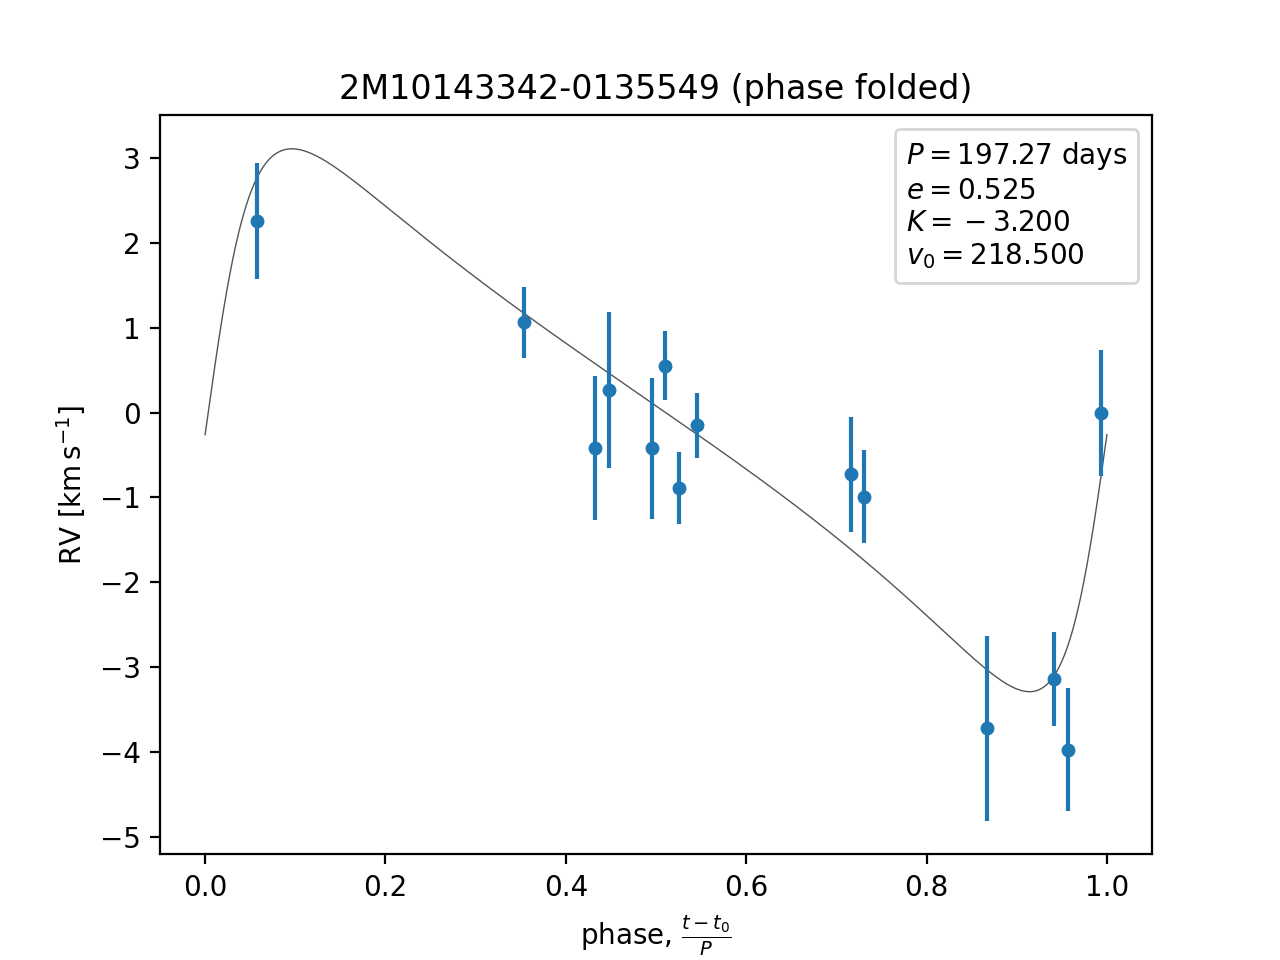 2M10143342-0135549 (phase folded)
P = 197.27 days
e = 0.525
K = −3.200
v₀ = 218.500
3
2
1
0
−1
−2
−3
−4
−5
RV [km s⁻¹]
0.0 0.2 0.4 0.6 0.8 1.0
phase, (t − t₀)/P